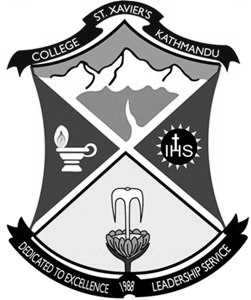 ST. XAVIER'S
COLLEGE KATHMANDU
IHS
DEDICATED TO EXCELLENCE 1988 LEADERSHIP SERVICE